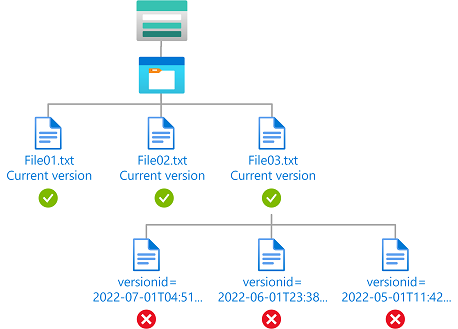 File01.txt
Current version
File02.txt
Current version
File03.txt
Current version
versionid=
2022-07-01T04:51...
versionid=
2022-06-01T23:38...
versionid=
2022-05-01T11:42...